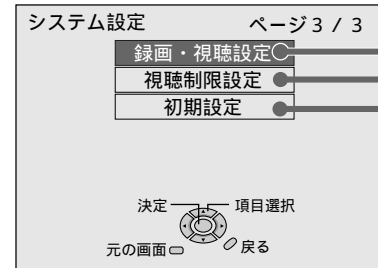 システム設定 ページ3 / 3
録画・視聴設定
視聴制限設定
初期設定
決定 項目選択
元の画面 戻る